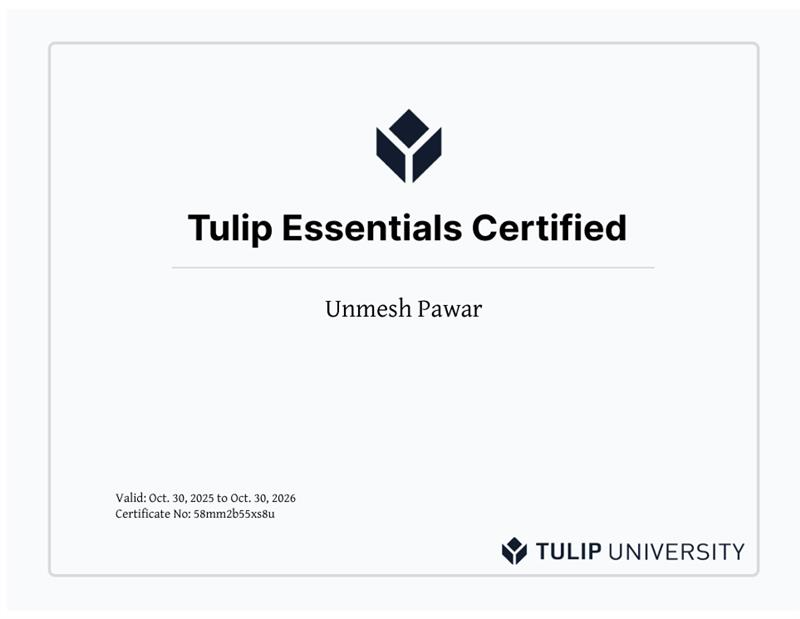 Tulip Essentials Certified
Unmesh Pawar
Valid: Oct. 30, 2025 to Oct. 30, 2026
Certificate No: 58mm2b55xs8u
TULIP UNIVERSITY